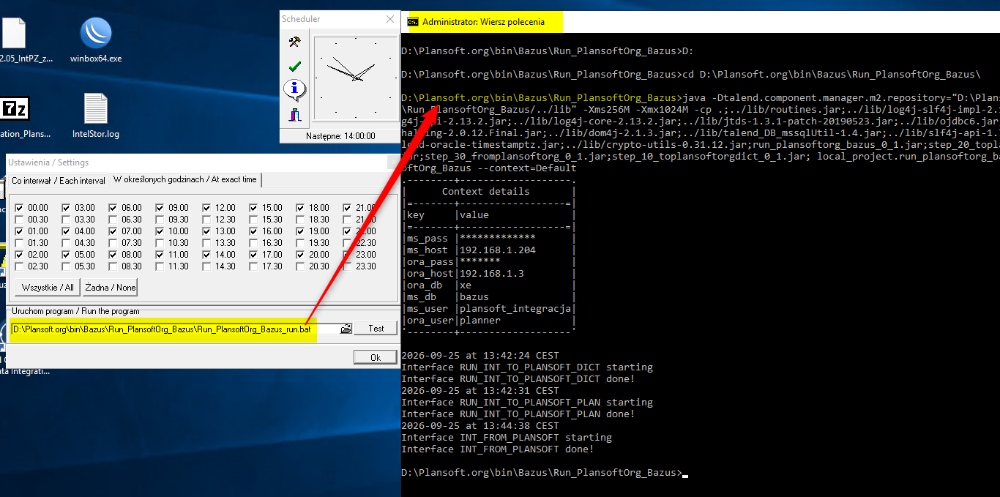 2.05_IntPZ_z...
winbox64.exe
7z
ation_Plans...
IntelStor.log
Scheduler
Następne: 14:00:00
Ustawienia / Settings
Co interwał / Each interval
W określonych godzinach / At exact time
00.00 03.00 06.00 09.00 12.00 15.00 18.00 21.00
00.30 03.30 06.30 09.30 12.30 15.30 18.30
01.00 04.00 07.00 10.00 13.00 16.00 19.00
01.30 04.30 07.30 10.30 13.30 16.30 19.30 22.30
02.00 05.00 08.00 11.00 14.00 17.00 20.00 23.00
02.30 05.30 08.30 11.30 14.30 17.30 20.30 23.30
Wszystkie / All
Żadna / None
Uruchom program / Run the program
D:\Plansoft.org\bin\Bazus\Run_PlansoftOrg_Bazus\Run_PlansoftOrg_Bazus_run.bat
Test
Ok
ta Integrati...
Administrator: Wiersz polecenia
D:\Plansoft.org\bin\Bazus\Run_PlansoftOrg_Bazus>D:
D:\Plansoft.org\bin\Bazus\Run_PlansoftOrg_Bazus>cd D:\Plansoft.org\bin\Bazus\Run_PlansoftOrg_Bazus\
D:\Plansoft.org\bin\Bazus\Run_PlansoftOrg_Bazus>java -Dtalend.component.manager.m2.repository="D:\Plans
\Run_PlansoftOrg_Bazus/../lib" -Xms256M -Xmx1024M -cp .;../lib/routines.jar;../lib/log4j-slf4j-impl-2.
g4j-api-2.13.2.jar;../lib/log4j-core-2.13.2.jar;../lib/jtds-1.3.1-patch-20190523.jar;../lib/ojdbc6.jar
halling-2.0.12.Final.jar;../lib/dom4j-2.1.3.jar;../lib/talend_DB_mssqlUtil-1.4.jar;../lib/slf4j-api-1.7
end-oracle-timestamptz.jar;../lib/crypto-utils-0.31.12.jar;run_plansoftorg_bazus_0_1.jar;step_20_topla
jar;step_30_fromplansoftorg_0_1.jar;step_10_toplansoftorgdict_0_1.jar; local_project.run_plansoftorg_ba
oftOrg_Bazus --context=Default
Context details
key |value
ms_pass |*************
ms_host |192.168.1.204
ora_pass|*******
ora_host|192.168.1.3
ora_db |xe
ms_db |bazus
ms_user |plansoft_integracja
ora_user|planner
2026-09-25 at 13:42:24 CEST
Interface RUN_INT_TO_PLANSOFT_DICT starting
Interface RUN_INT_TO_PLANSOFT_DICT done!
2026-09-25 at 13:42:31 CEST
Interface RUN_INT_TO_PLANSOFT_PLAN starting
Interface RUN_INT_TO_PLANSOFT_PLAN done!
2026-09-25 at 13:44:38 CEST
Interface INT_FROM_PLANSOFT starting
Interface INT_FROM_PLANSOFT done!
D:\Plansoft.org\bin\Bazus\Run_PlansoftOrg_Bazus>